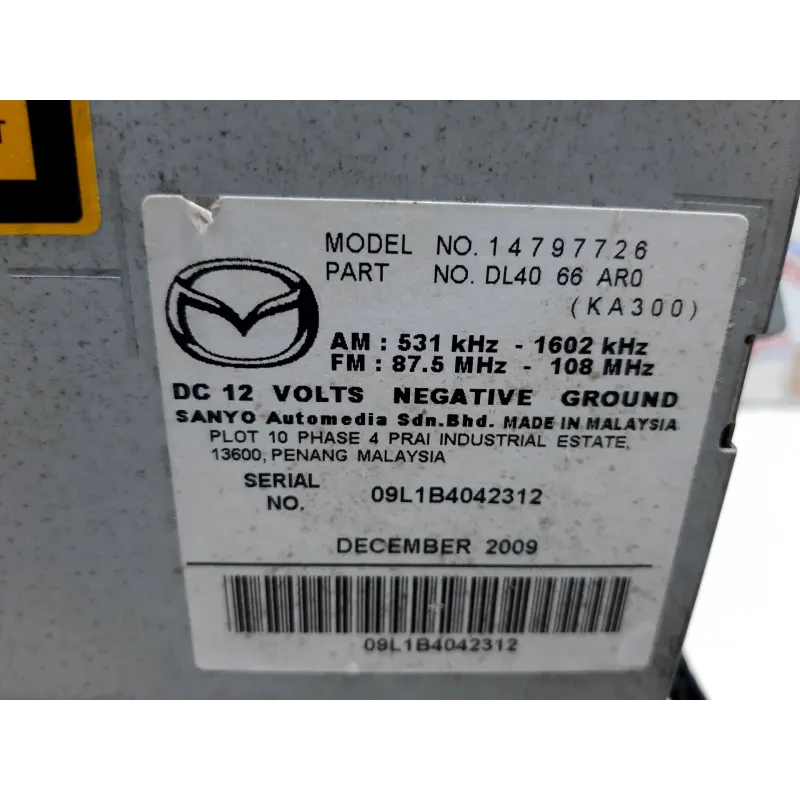 T
MODEL NO. 14797726
PART NO. DL40 66 AR0
(KA300)
AM : 531 kHz - 1602 kHz
FM : 87.5 MHz - 108 MHz
DC 12 VOLTS NEGATIVE GROUND
SANYO Automedia Sdn.Bhd. MADE IN MALAYSIA
PLOT 10 PHASE 4 PRAI INDUSTRIAL ESTATE,
13600, PENANG MALAYSIA
SERIAL NO. 09L1B4042312
DECEMBER 2009
09L1B4042312